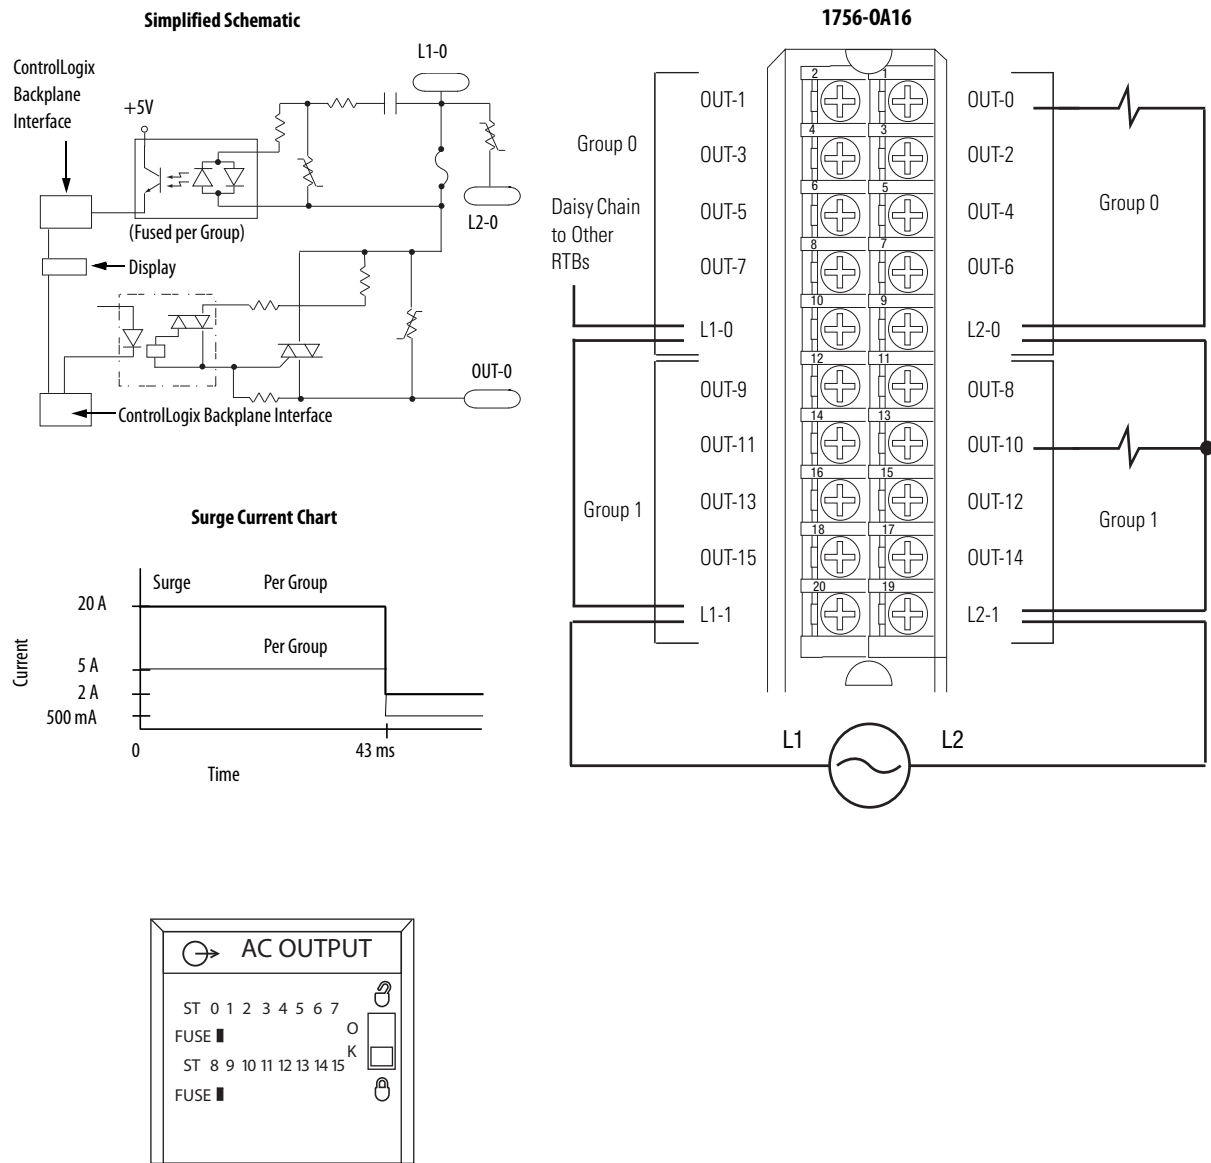 Simplified Schematic
L1-0
ControlLogix
Backplane
Interface
+5V
L2-0
(Fused per Group)
Display
OUT-0
ControlLogix Backplane Interface
Surge Current Chart
Surge Per Group
20 A
Per Group
5 A
2 A
500 mA
Current
0 43 ms
Time
1756-OA16
2 1
OUT-1 OUT-0
4 3
Group 0
OUT-3 OUT-2
6 5
Daisy Chain
to Other
RTBs
OUT-5 OUT-4
Group 0
8 7
OUT-7 OUT-6
10 9
L1-0 L2-0
12 11
OUT-9 OUT-8
14 13
OUT-11 OUT-10
16 15
Group 1
OUT-13 OUT-12
Group 1
18 17
OUT-15 OUT-14
20 19
L1-1 L2-1
L1 L2
AC OUTPUT
ST 0 1 2 3 4 5 6 7
FUSE
O
K
ST 8 9 10 11 12 13 14 15
FUSE